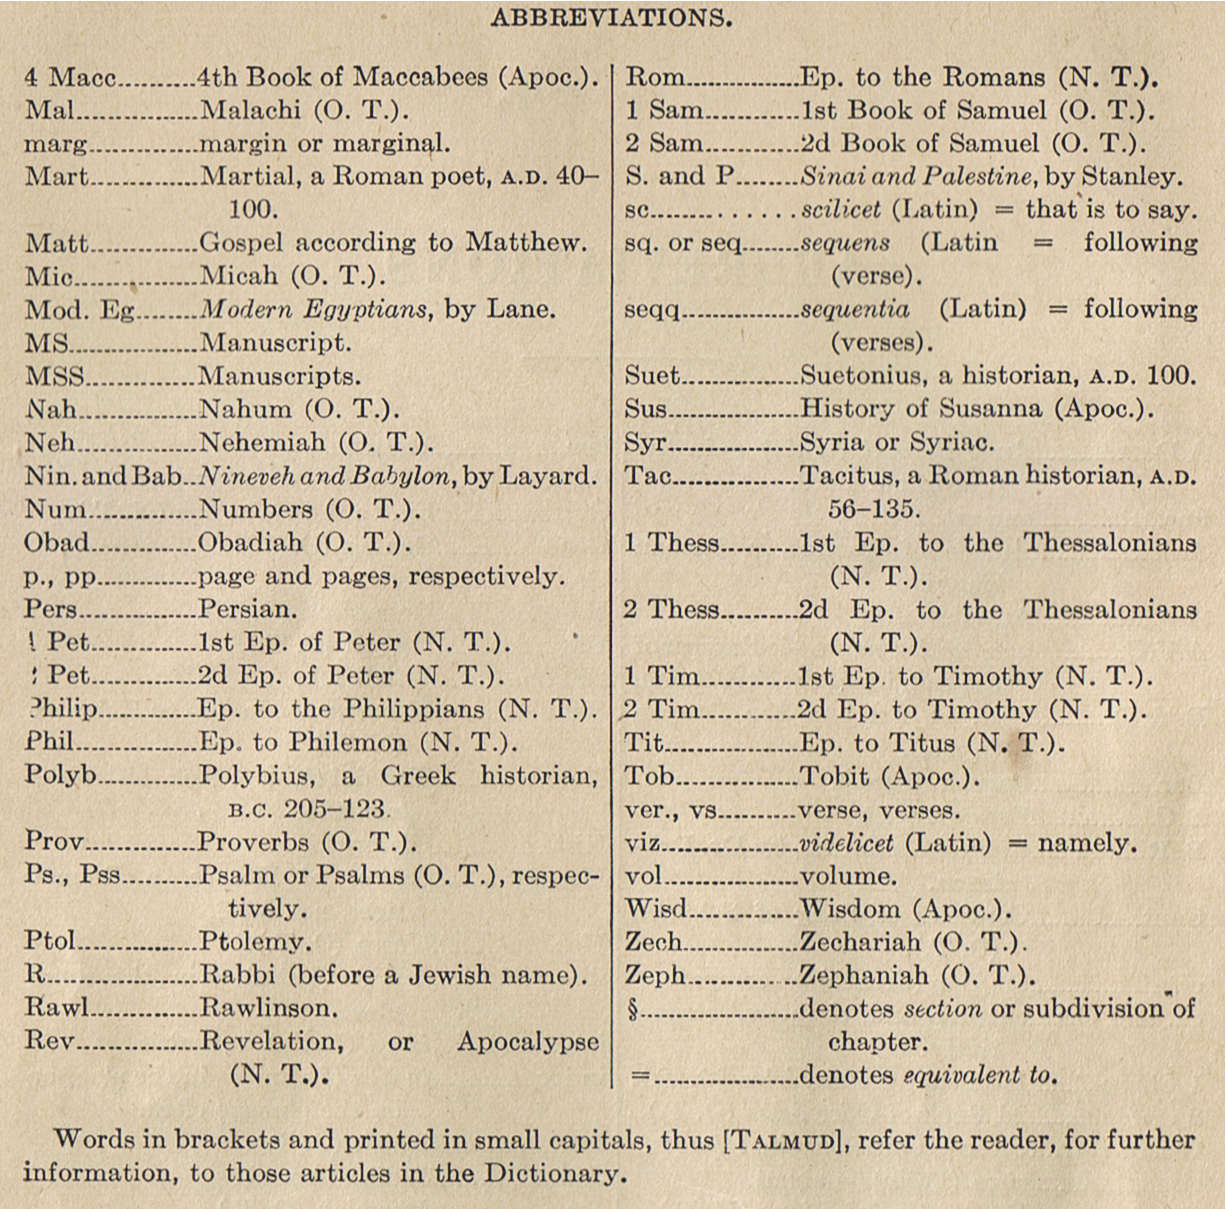 ABBREVIATIONS.
4 Macc..........4th Book of Maccabees (Apoc.).
Mal................Malachi (O. T.).
marg..............margin or marginal.
Mart..............Martial, a Roman poet, A.D. 40–
100.
Matt..............Gospel according to Matthew.
Mic................Micah (O. T.).
Mod. Eg........Modern Egyptians, by Lane.
MS.................Manuscript.
MSS..............Manuscripts.
Nah...............Nahum (O. T.).
Neh...............Nehemiah (O. T.).
Nin. and Bab..Nineveh and Babylon, by Layard.
Num..............Numbers (O. T.).
Obad.............Obadiah (O. T.).
p., pp.............page and pages, respectively.
Pers...............Persian.
1 Pet.............1st Ep. of Peter (N. T.).
Pet.............2d Ep. of Peter (N. T.).
Philip............Ep. to the Philippians (N. T.).
Phil...............Ep. to Philemon (N. T.).
Polyb............Polybius, a Greek historian,
B.C. 205–123.
Prov..............Proverbs (O. T.).
Ps., Pss.........Psalm or Psalms (O. T.), respec-
tively.
Ptol...............Ptolemy.
R...................Rabbi (before a Jewish name).
Rawl.............Rawlinson.
Rev...............Revelation, or Apocalypse
(N. T.).
Rom..............Ep. to the Romans (N. T.).
1 Sam............1st Book of Samuel (O. T.).
2 Sam............2d Book of Samuel (O. T.).
S. and P........Sinai and Palestine, by Stanley.
sc..................scilicet (Latin) = that is to say.
sq. or seq.......sequens (Latin = following
(verse).
seqq...............sequentia (Latin) = following
(verses).
Suet...............Suetonius, a historian, A.D. 100.
Sus.................History of Susanna (Apoc.).
Syr.................Syria or Syriac.
Tac................Tacitus, a Roman historian, A.D.
56–135.
1 Thess..........1st Ep. to the Thessalonians
(N. T.).
2 Thess..........2d Ep. to the Thessalonians
(N. T.).
1 Tim............1st Ep. to Timothy (N. T.).
2 Tim............2d Ep. to Timothy (N. T.).
Tit.................Ep. to Titus (N. T.).
Tob...............Tobit (Apoc.).
ver., vs..........verse, verses.
viz.................videlicet (Latin) = namely.
vol.................volume.
Wisd..............Wisdom (Apoc.).
Zech..............Zechariah (O. T.).
Zeph..............Zephaniah (O. T.).
§....................denotes section or subdivision of
chapter.
=...................denotes equivalent to.
Words in brackets and printed in small capitals, thus [TALMUD], refer the reader, for further
information, to those articles in the Dictionary.